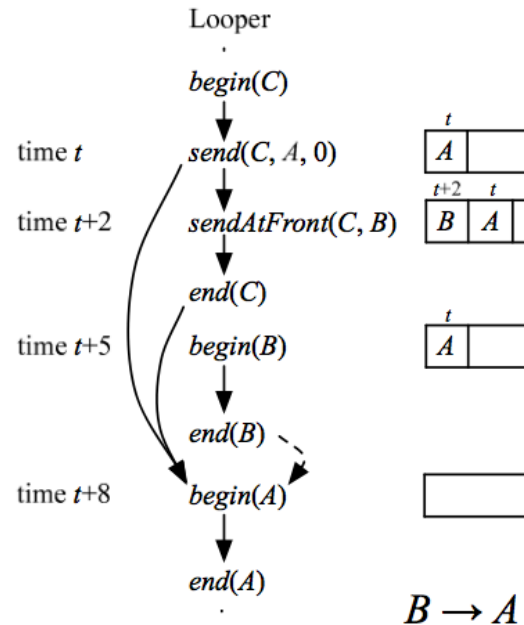 Looper
begin(C)
t
time t send(C, A, 0) A
t+2 t
time t+2 sendAtFront(C, B) B A
end(C)
t
time t+5 begin(B) A
end(B)
time t+8 begin(A)
end(A)
B → A